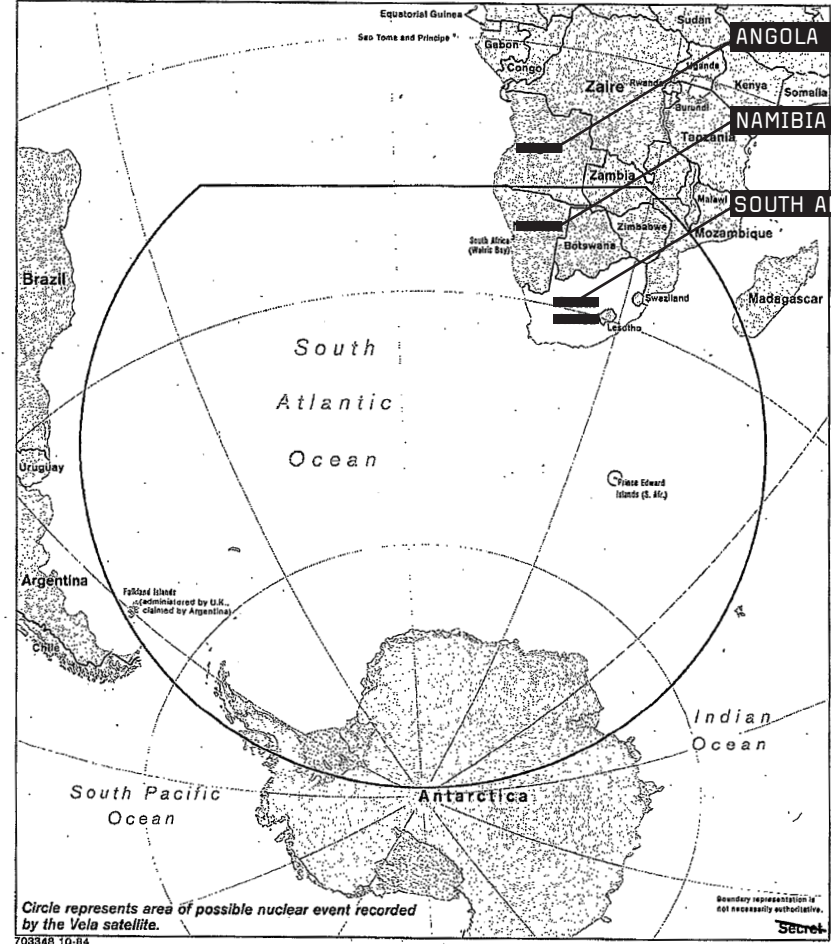 Equatorial Guinea
Sao Tome and Principe
Gabon
Congo
Sudan
ANGOLA
Zaire
Rwanda
Uganda
Kenya
Somalia
Burundi
NAMIBIA
Tanzania
Zambia
Malawi
SOUTH A
South Africa
(Walvis Bay)
Botswana
Zimbabwe
Mozambique
Brazil
Swaziland
Madagascar
Lesotho
South
Atlantic
Ocean
Uruguay
Prince Edward
Islands (S. Afr.)
Argentina
Falkland Islands
(administered by U.K.,
claimed by Argentina)
Chile
Indian
Ocean
South Pacific
Ocean
Antarctica
Circle represents area of possible nuclear event recorded
by the Vela satellite.
Boundary representation is
not necessarily authoritative.
Secret
703348 10-84